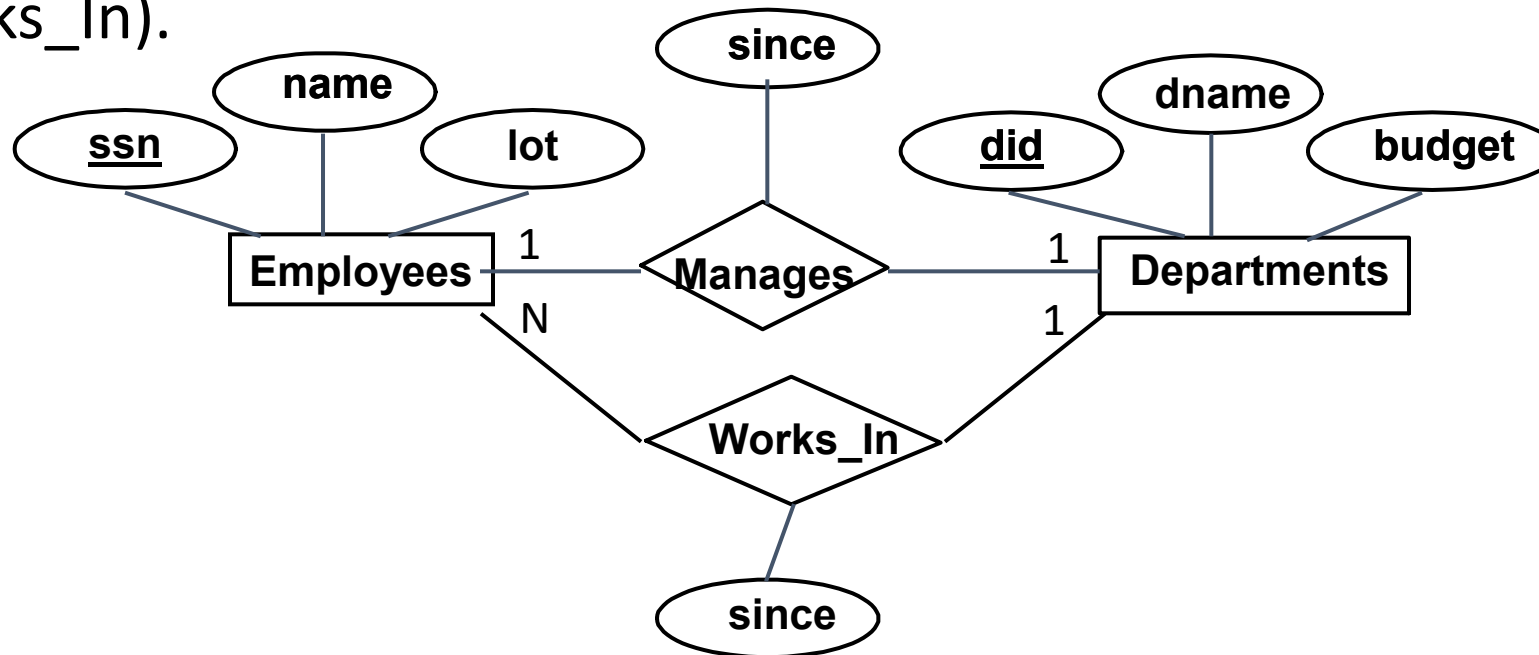 ks_In).
since
name
dname
ssn
lot
did
budget
1
1
Employees
Manages
Departments
N
1
Works_In
since